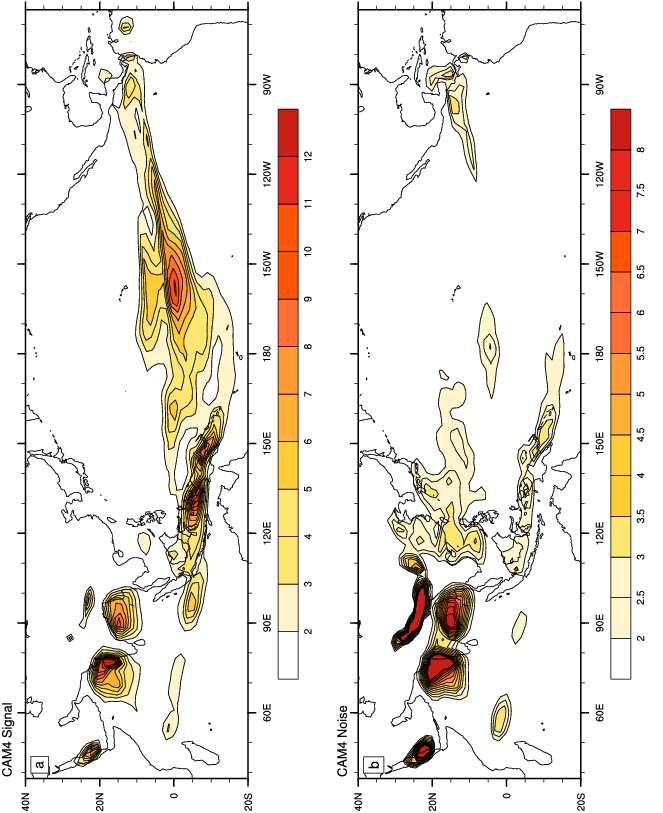 CAM4 Signal
a
40N
20N
0
20S
60E
90E
120E
150E
180
150W
120W
90W
2
3
4
5
6
7
8
9
10
11
12
CAM4 Noise
b
40N
20N
0
20S
60E
90E
120E
150E
180
150W
120W
90W
2
2.5
3
3.5
4
4.5
5
5.5
6
6.5
7
7.5
8